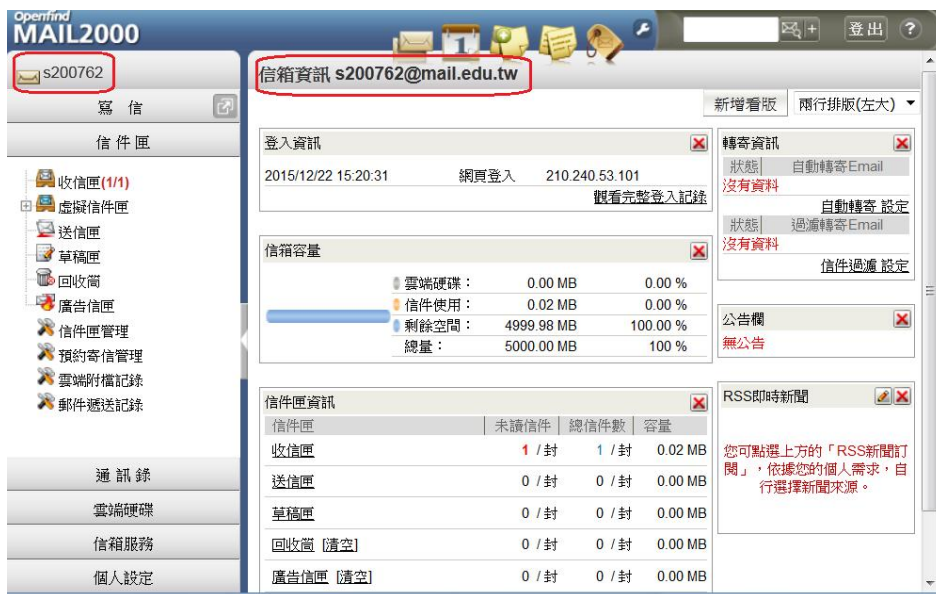 Openfind
MAIL2000
1
登出
?
s200762
信箱資訊 s200762@mail.edu.tw
寫 信
新增看版
兩行排版(左大)
信件匣
收信匣(1/1)
虛擬信件匣
送信匣
草稿匣
回收筒
廣告信匣
信件匣管理
預約寄信管理
雲端附檔記錄
郵件遞送記錄
通訊錄
雲端硬碟
信箱服務
個人設定
登入資訊
2015/12/22 15:20:31 網頁登入 210.240.53.101
觀看完整登入記錄
信箱容量
雲端硬碟： 0.00 MB 0.00 %
信件使用： 0.02 MB 0.00 %
剩餘空間： 4999.98 MB 100.00 %
總量： 5000.00 MB 100 %
信件匣資訊
信件匣 未讀信件 總信件數 容量
收信匣 1 /封 1 /封 0.02 MB
送信匣 0 /封 0 /封 0.00 MB
草稿匣 0 /封 0 /封 0.00 MB
回收筒 [清空] 0 /封 0 /封 0.00 MB
廣告信匣 [清空] 0 /封 0 /封 0.00 MB
轉寄資訊
狀態 自動轉寄Email
沒有資料
自動轉寄 設定
狀態 過濾轉寄Email
沒有資料
信件過濾 設定
公告欄
無公告
RSS即時新聞
您可點選上方的「RSS新聞訂
閱」，依據您的個人需求，自
行選擇新聞來源。